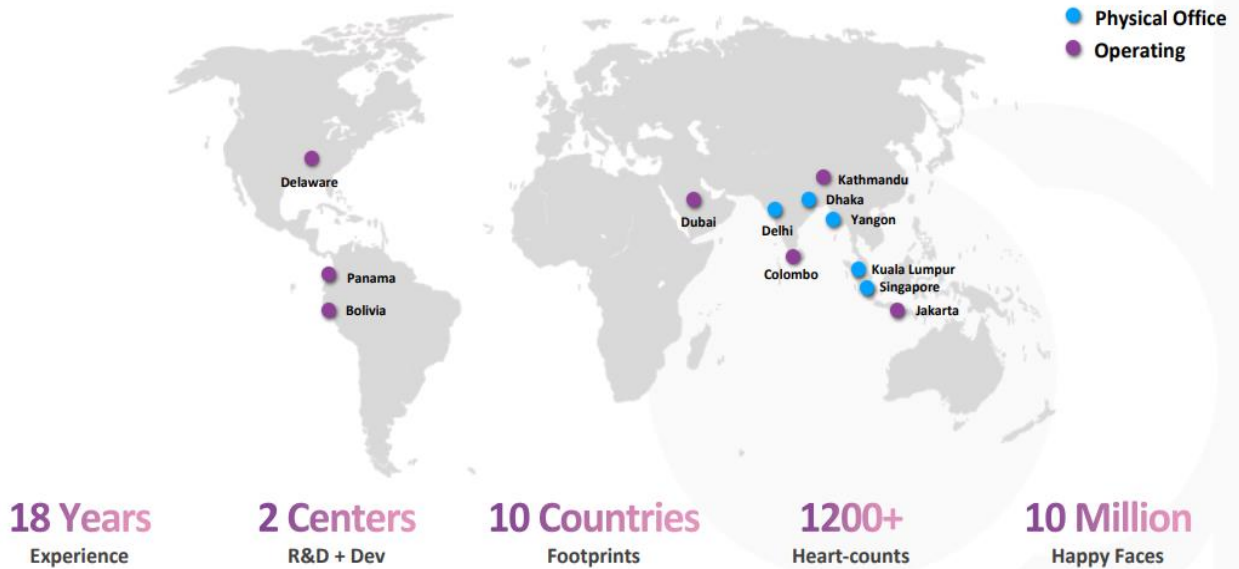 Physical Office
Operating
Delaware
Kathmandu
Dhaka
Dubai
Yangon
Delhi
Colombo
Kuala Lumpur
Singapore
Panama
Bolivia
Jakarta
18 Years
2 Centers
10 Countries
1200+
10 Million
Experience
R&D + Dev
Footprints
Heart-counts
Happy Faces